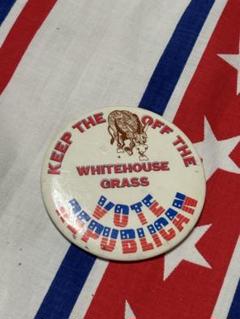 KEEP THE OFF THE
WHITEHOUSE
GRASS
VOTE
REPUBLICAN